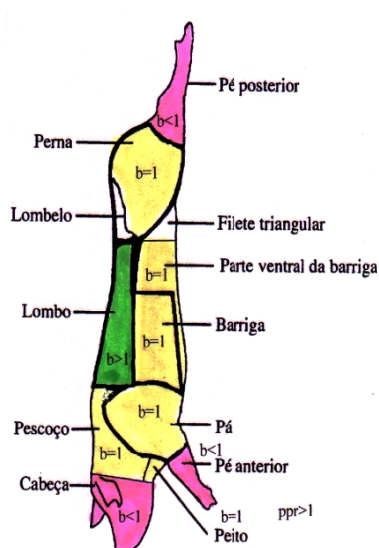 Pé posterior
b<1
Perna
b=1
Lombelo
Filete triangular
b=1
Parte ventral da barriga
Lombo
Barriga
b=1
b>1
b=1
Pá
Pescoço
b=1
b<1
Pé anterior
Cabeça
b<1
b=1
ppr>1
Peito